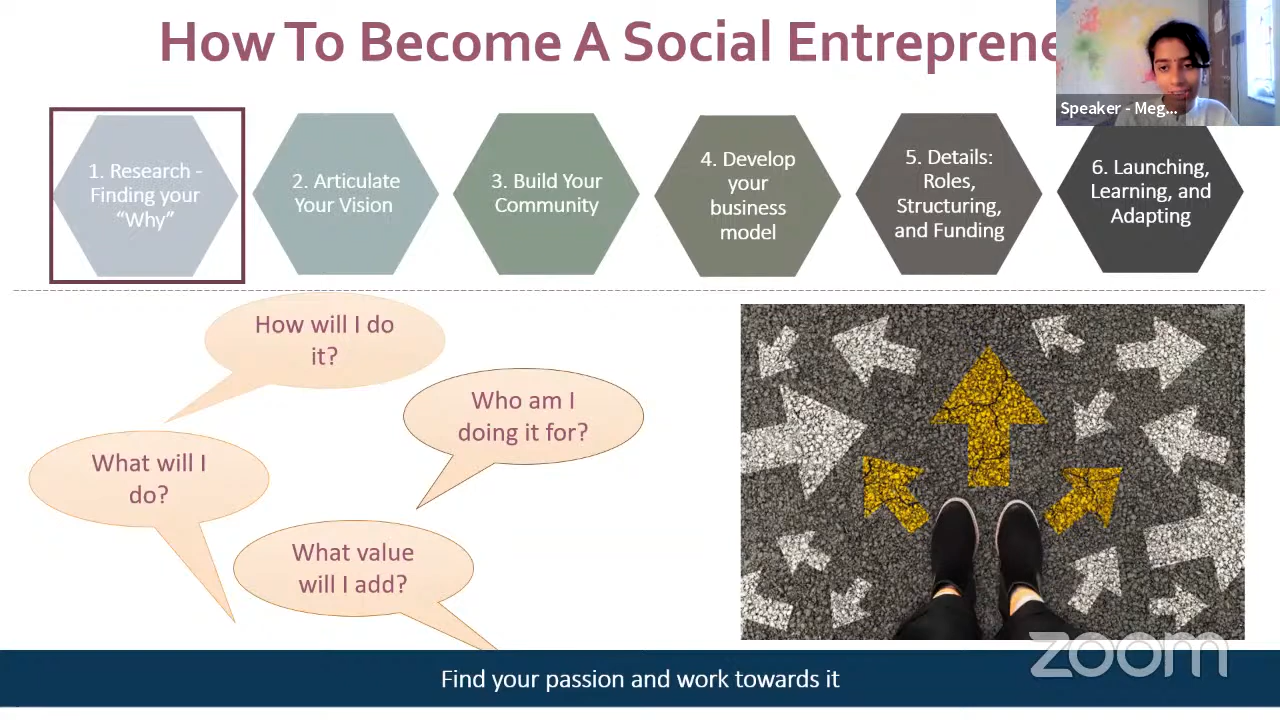 How To Become A Social Entreprene
Speaker - Meg...
1. Research -
Finding your
“Why”
2. Articulate
Your Vision
3. Build Your
Community
4. Develop
your
business
model
5. Details:
Roles,
Structuring,
and Funding
6. Launching,
Learning, and
Adapting
How will I do
it?
Who am I
doing it for?
What will I
do?
What value
will I add?
zoom
Find your passion and work towards it